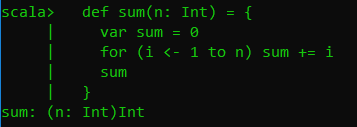 scala>   def sum(n: Int) = {
     |     var sum = 0
     |     for (i <- 1 to n) sum += i
     |     sum
     |   }
sum: (n: Int)Int